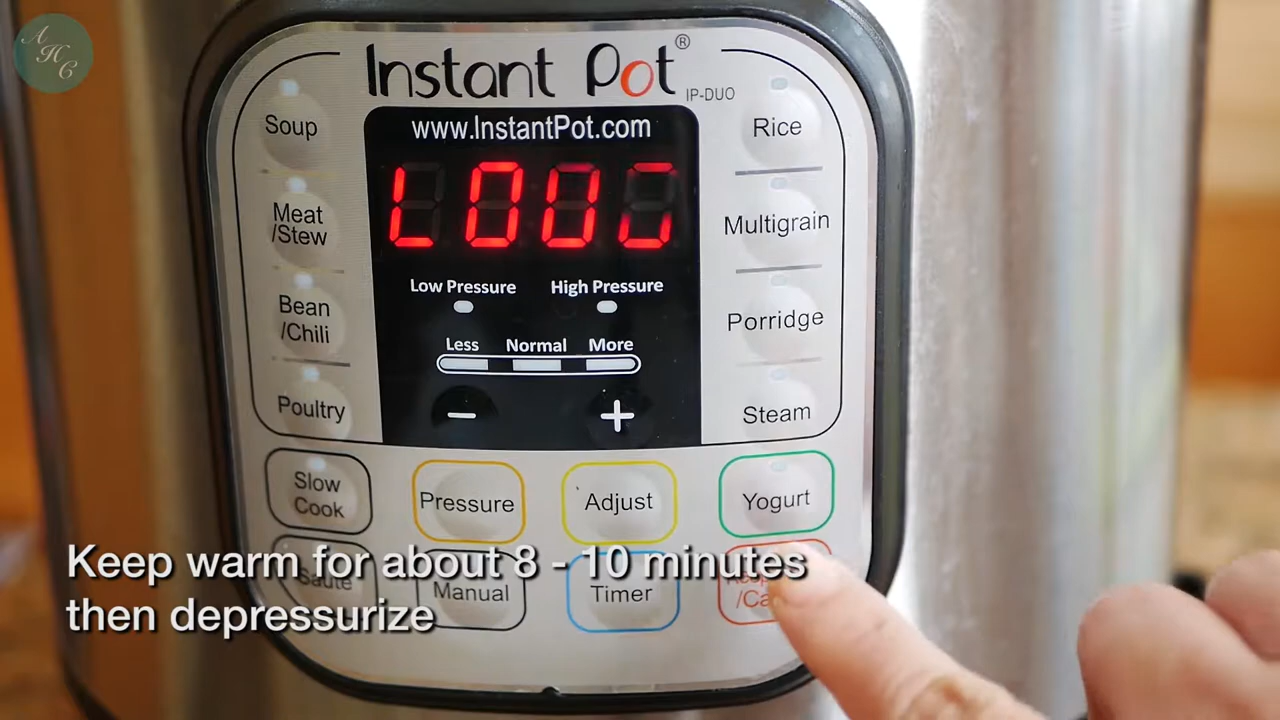 AHC
Instant Pot®
IP-DUO
www.InstantPot.com
Soup
Rice
Meat
/Stew
Multigrain
Low Pressure High Pressure
Bean
/Chili
Porridge
Less Normal More
Poultry
- +
Steam
Slow
Cook
Pressure
Adjust
Yogurt
Keep warm for about 8 - 10 minutes
then depressurize
Saute
Manual
Timer